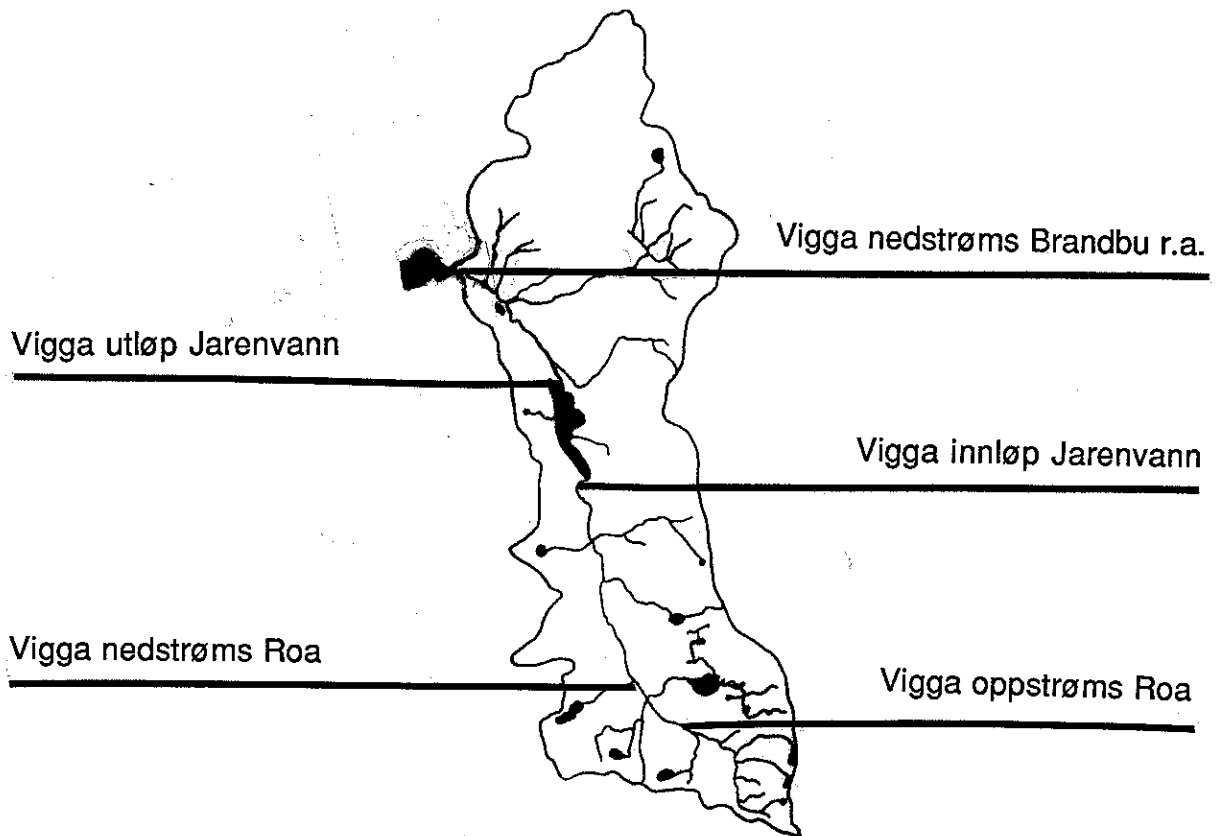 Vigga nedstrøms Brandbu r.a.
Vigga utløp Jarenvann
Vigga innløp Jarenvann
Vigga nedstrøms Roa
Vigga oppstrøms Roa